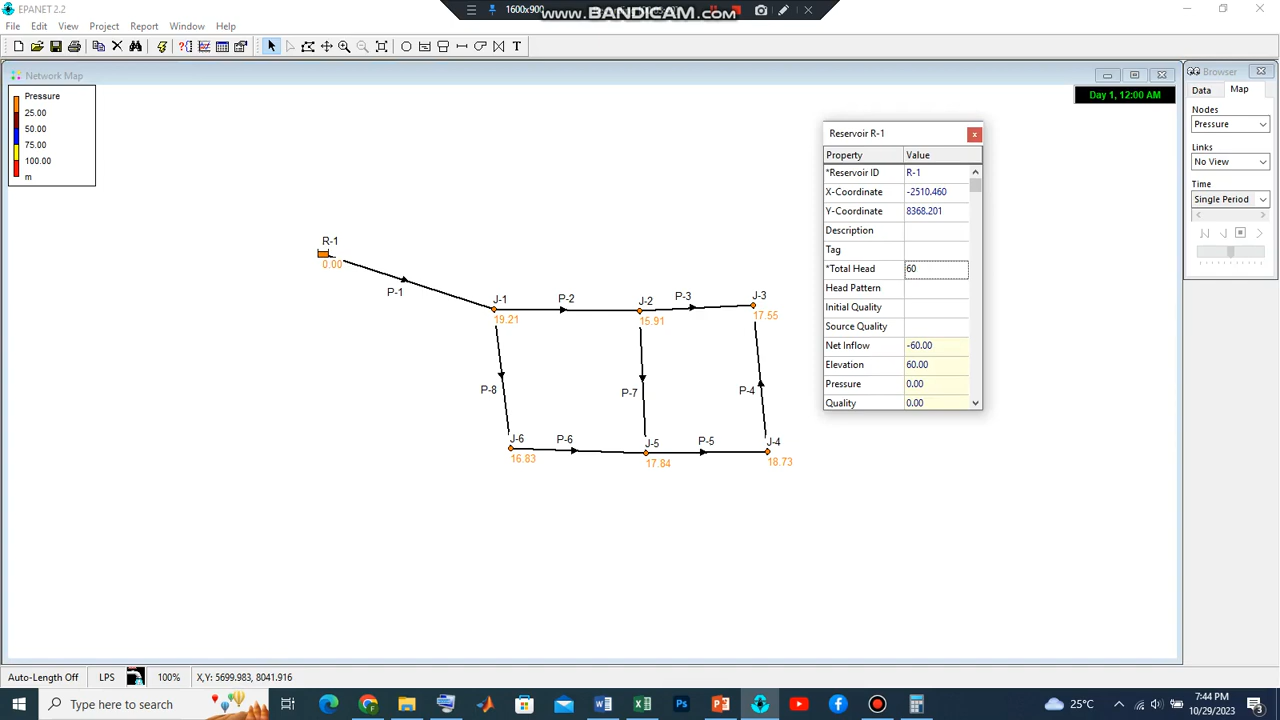 EPANET 2.2
1600x900
www.BANDICAM.com
File Edit View Project Report Window Help
T
Network Map
Browser
Data Map
Nodes
Pressure
Links
No View
Time
Single Period
Day 1, 12:00 AM
Pressure
25.00
50.00
75.00
100.00
m
Reservoir R-1
Property Value
*Reservoir ID R-1
X-Coordinate -2510.460
Y-Coordinate 8368.201
Description
Tag
*Total Head 60
Head Pattern
Initial Quality
Source Quality
Net Inflow -60.00
Elevation 60.00
Pressure 0.00
Quality 0.00
R-1
0.00
P-1
J-1
19.21
P-2
J-2
15.91
P-3
J-3
17.55
P-8
P-7
P-4
J-6
16.83
P-6
J-5
17.84
P-5
J-4
18.73
Auto-Length Off LPS 100% X,Y: 5699.983, 8041.916
Type here to search
25°C
7:44 PM
10/29/2023